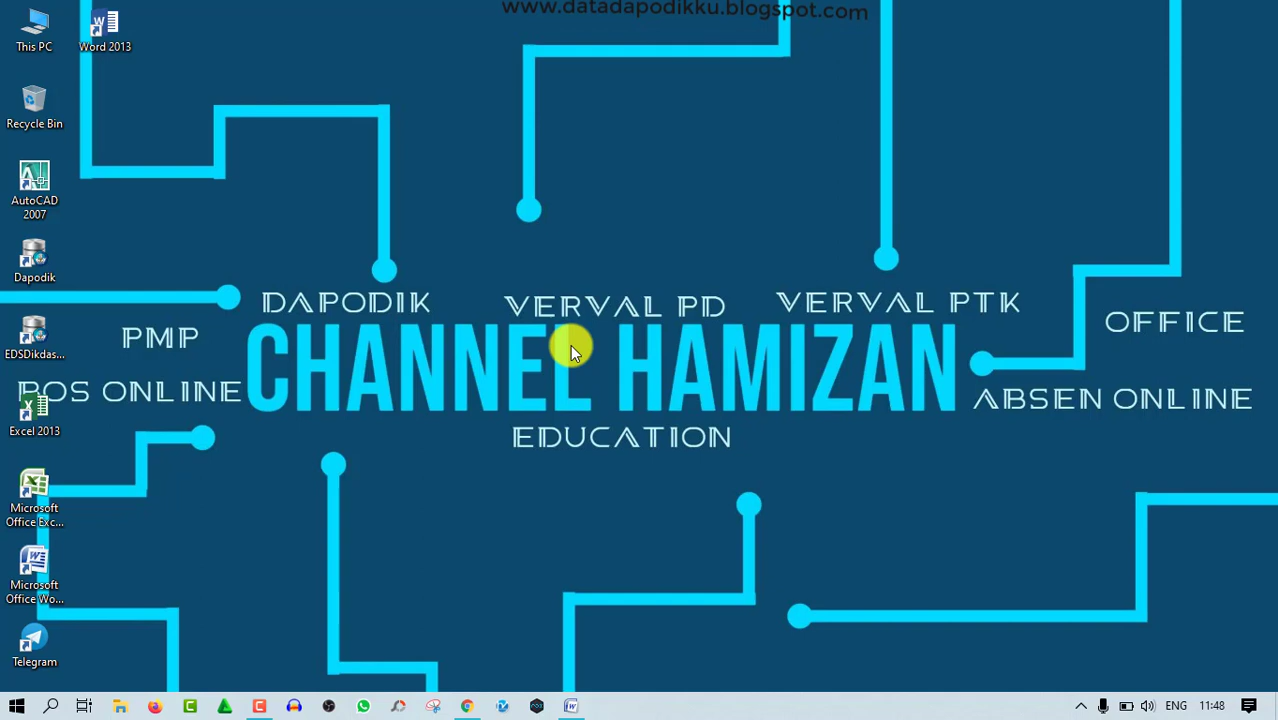 www.datadapodikku.blogspot.com
This PC
Word 2013
Recycle Bin
AutoCAD
2007
Dapodik
EDSDikdas...
Excel 2013
Microsoft
Office Exc...
Microsoft
Office Wo...
Telegram
DAPODIK
VERVAL PD
VERVAL PTK
OFFICE
PMP
CHANNEL HAMIZAN
BOS ONLINE
ABSEN ONLINE
EDUCATION
ENG
11:48